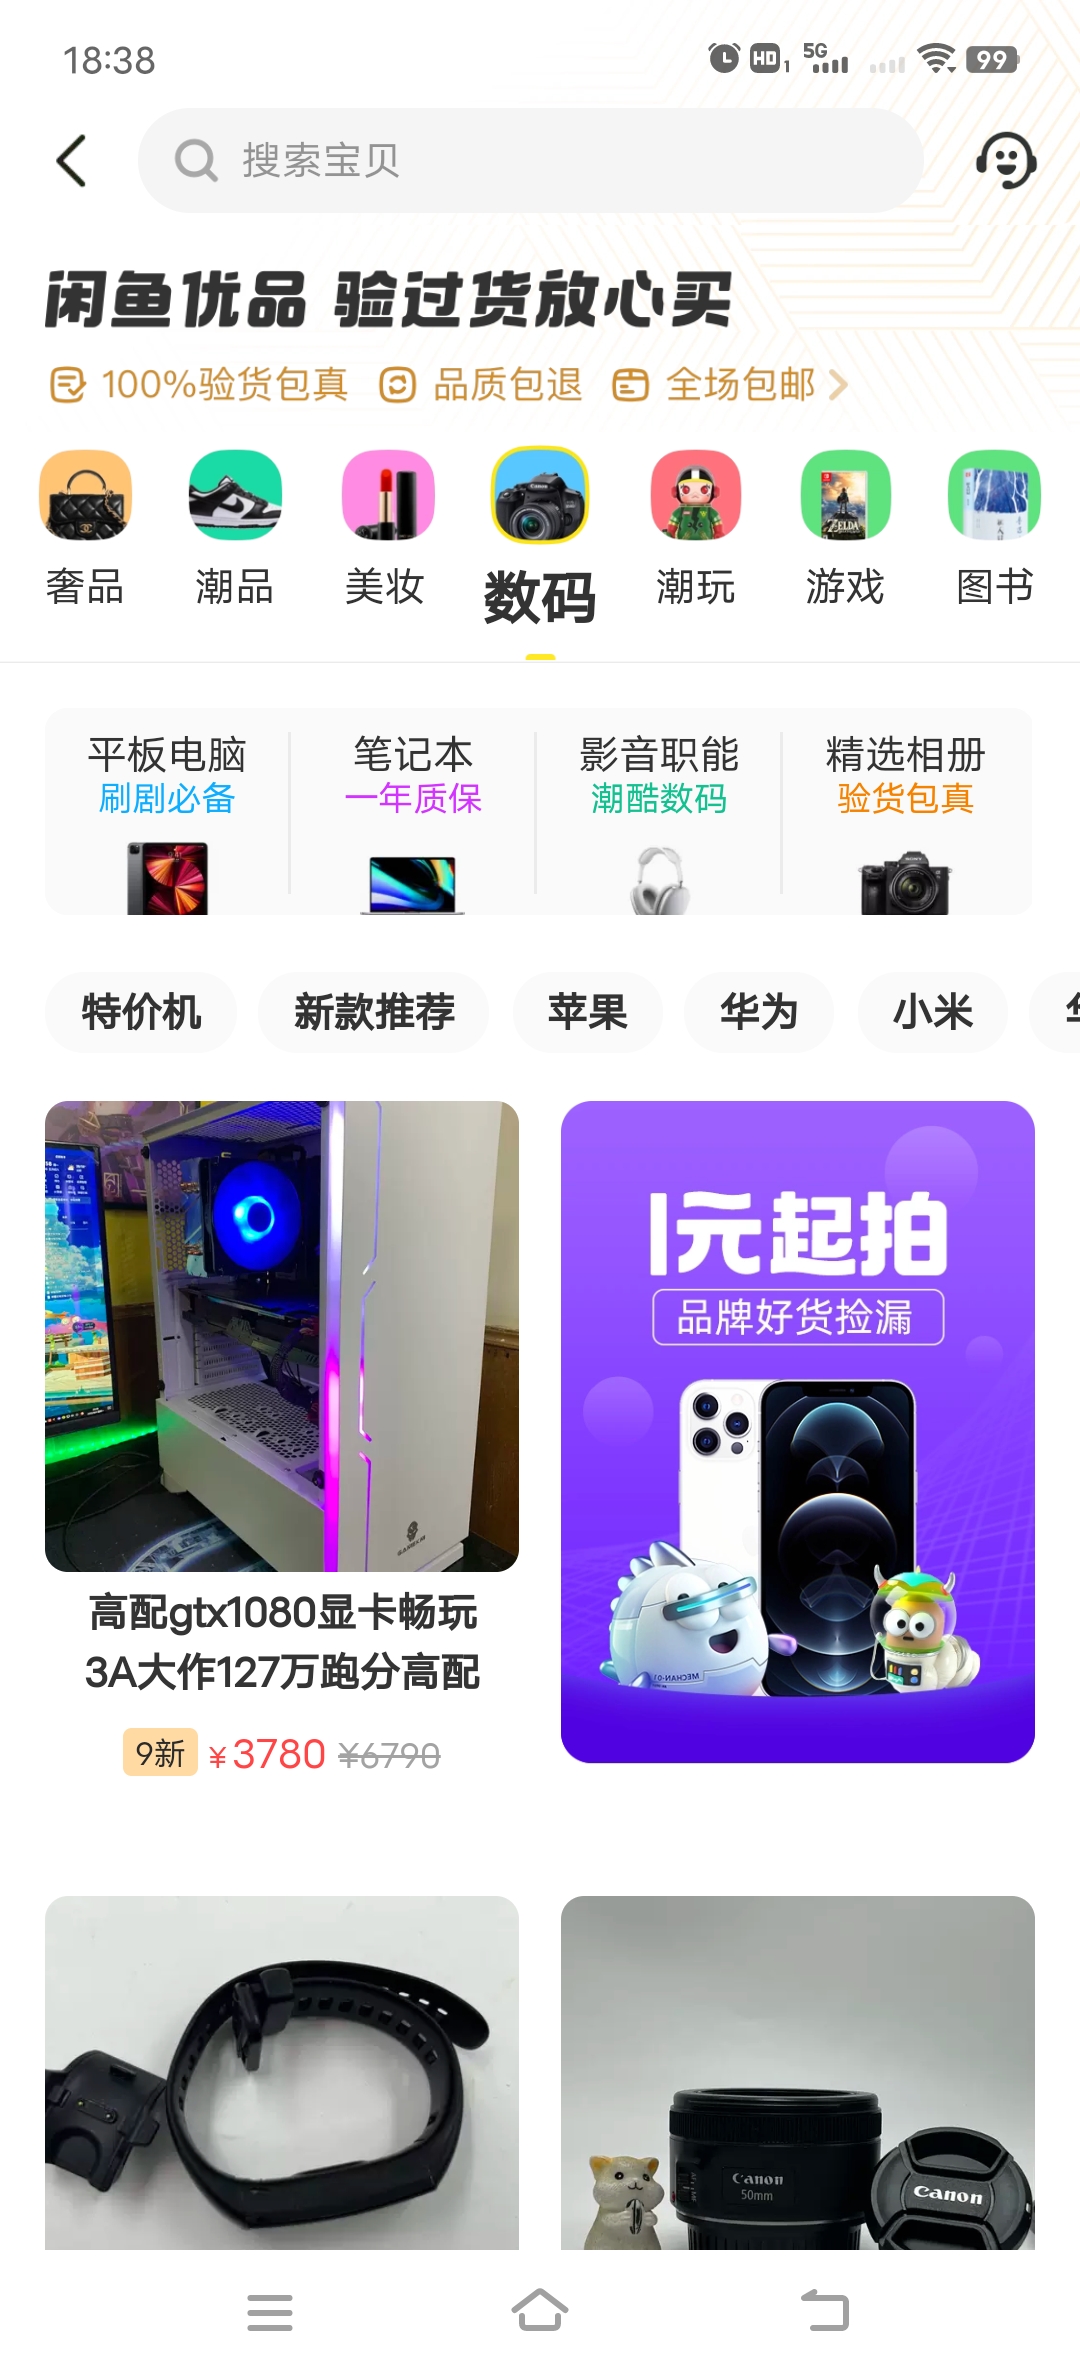 18:38
HD 1 5G 99
搜索宝贝
闲鱼优品 验过货放心买
100%验货包真 品质包退 全场包邮
奢品 潮品 美妆 数码 潮玩 游戏 图书
平板电脑 笔记本 影音职能 精选相册
刷剧必备 一年质保 潮酷数码 验货包真
特价机 新款推荐 苹果 华为 小米
1元起拍
品牌好货捡漏
MECHAN-01
高配gtx1080显卡畅玩
3A大作127万跑分高配
9新 ¥3780 ¥6790
Canon
50mm
Canon